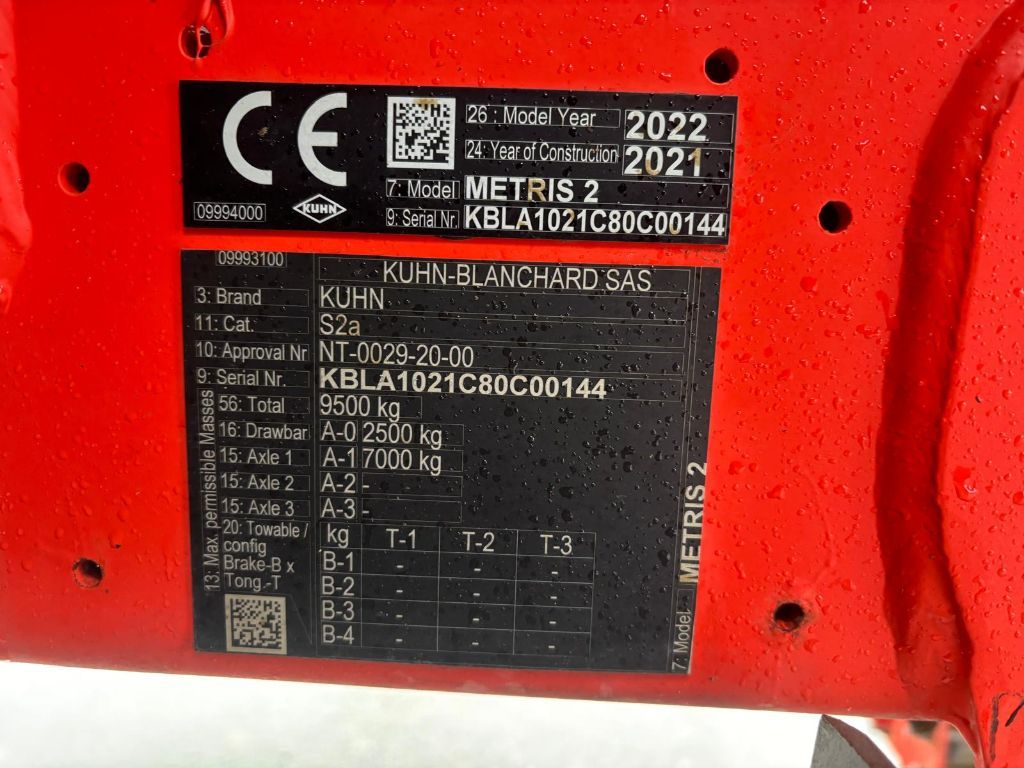 CE
26 : Model Year 2022
24: Year of Construction 2021
7: Model METRIS 2
09994000 KUHN 9: Serial Nr. KBLA1021C80C00144
09993100 KUHN-BLANCHARD SAS
3: Brand KUHN
11: Cat. S2a
10: Approval Nr NT-0029-20-00
9: Serial Nr. KBLA1021C80C00144
13: Max. permissible Masses
56: Total 9500 kg
16: Drawbar A-0 2500 kg
15: Axle 1 A-1 7000 kg
15: Axle 2 A-2 -
15: Axle 3 A-3 -
20: Towable / kg T-1 T-2 T-3
config
Brake-B x B-1 - - -
Tong.-T B-2 - - -
B-3 - - -
B-4 - - -
7: Model- METRIS 2